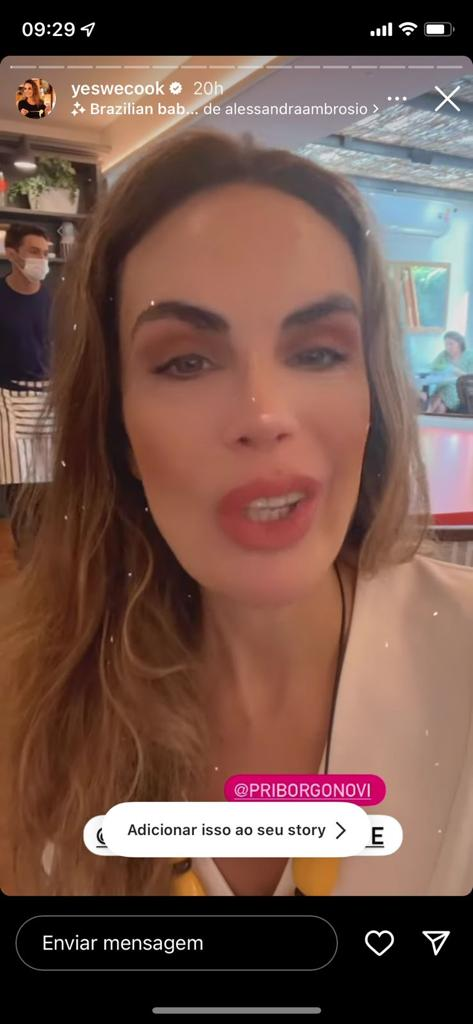 09:29
yeswecook 20h
Brazilian bab... de alessandraambrosio >
@PRIBORGONOVI
Adicionar isso ao seu story
@ E
Enviar mensagem